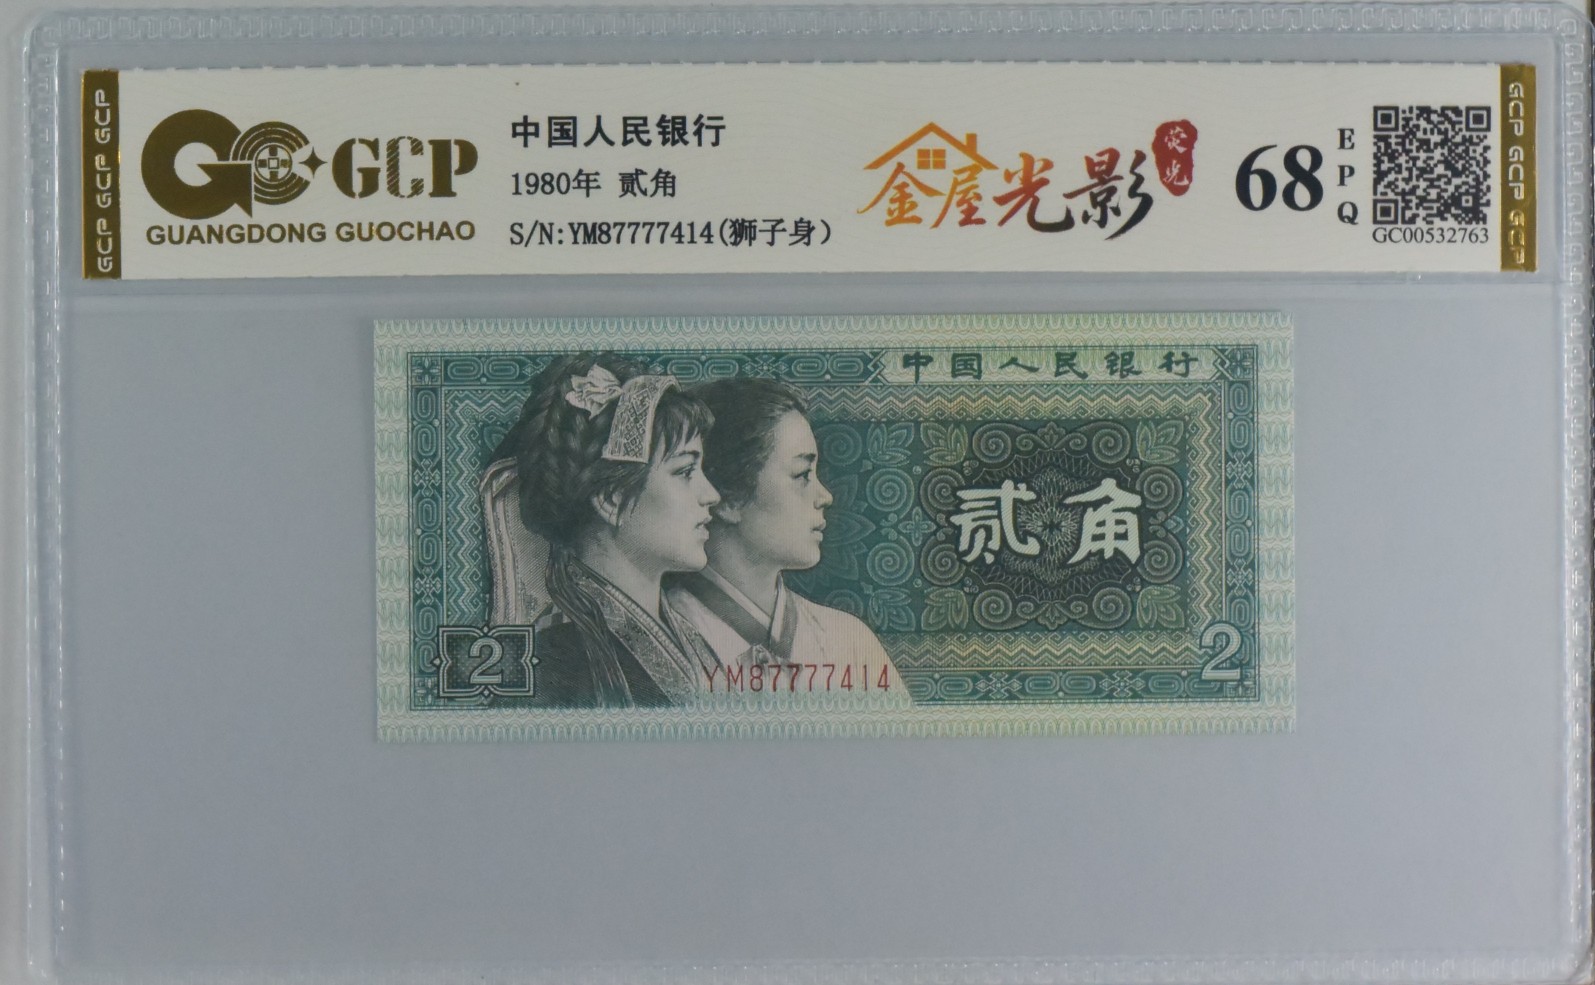 GCP GCP GCP
GCP
GUANGDONG GUOCHAO
中国人民银行
1980年 贰角
S/N:YM87777414(狮子身)
金屋光影
荧光
68
EPQ
GC00532763
GCP GCP GCP
中国人民银行
贰角
2
2
YM87777414